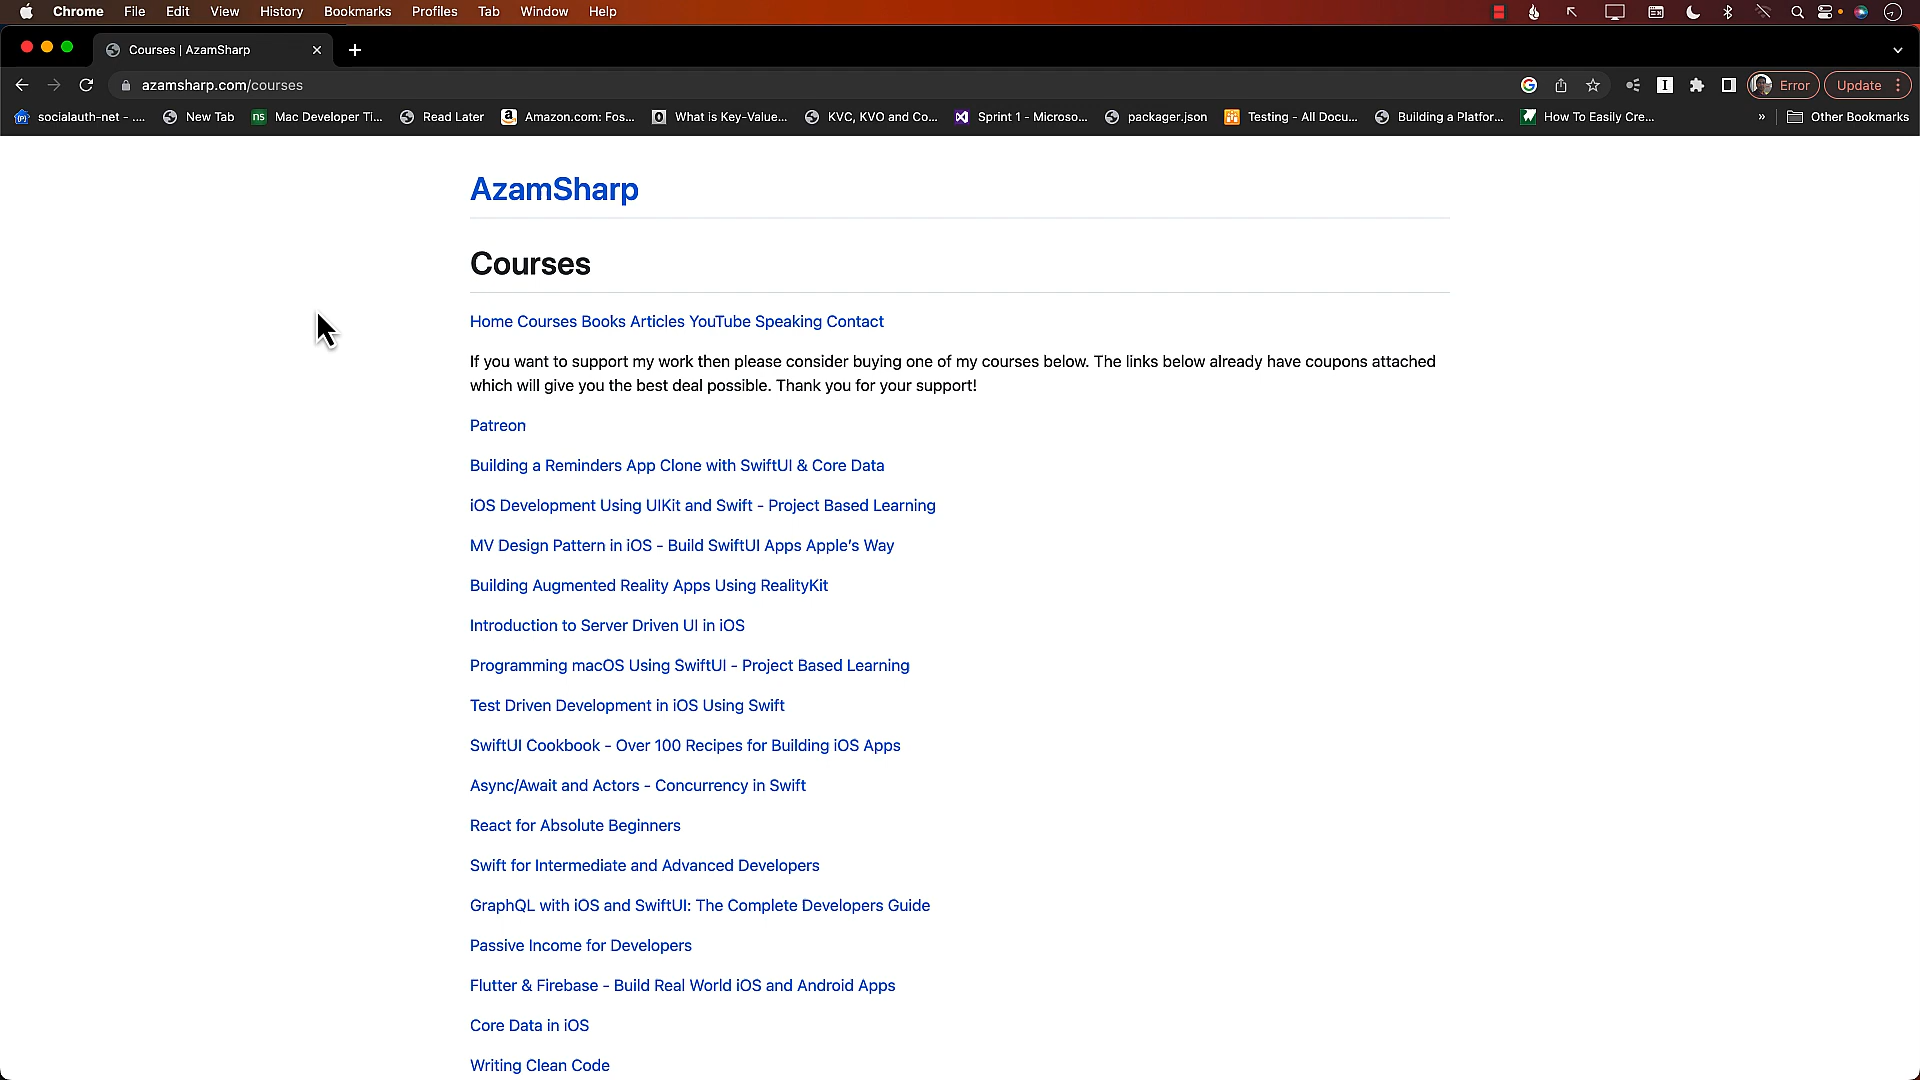 Chrome File Edit View History Bookmarks Profiles Tab Window Help
Courses | AzamSharp
azamsharp.com/courses
Error
Update
socialauth-net - ....
New Tab
ns
Mac Developer Ti...
Read Later
Amazon.com: Fos...
What is Key-Value...
KVC, KVO and Co...
Sprint 1 - Microso...
packager.json
Testing - All Docu...
Building a Platfor...
How To Easily Cre...
»
Other Bookmarks
AzamSharp
Courses
Home Courses Books Articles YouTube Speaking Contact
If you want to support my work then please consider buying one of my courses below. The links below already have coupons attached
which will give you the best deal possible. Thank you for your support!
Patreon
Building a Reminders App Clone with SwiftUI & Core Data
iOS Development Using UIKit and Swift - Project Based Learning
MV Design Pattern in iOS - Build SwiftUI Apps Apple’s Way
Building Augmented Reality Apps Using RealityKit
Introduction to Server Driven UI in iOS
Programming macOS Using SwiftUI - Project Based Learning
Test Driven Development in iOS Using Swift
SwiftUI Cookbook - Over 100 Recipes for Building iOS Apps
Async/Await and Actors - Concurrency in Swift
React for Absolute Beginners
Swift for Intermediate and Advanced Developers
GraphQL with iOS and SwiftUI: The Complete Developers Guide
Passive Income for Developers
Flutter & Firebase - Build Real World iOS and Android Apps
Core Data in iOS
Writing Clean Code